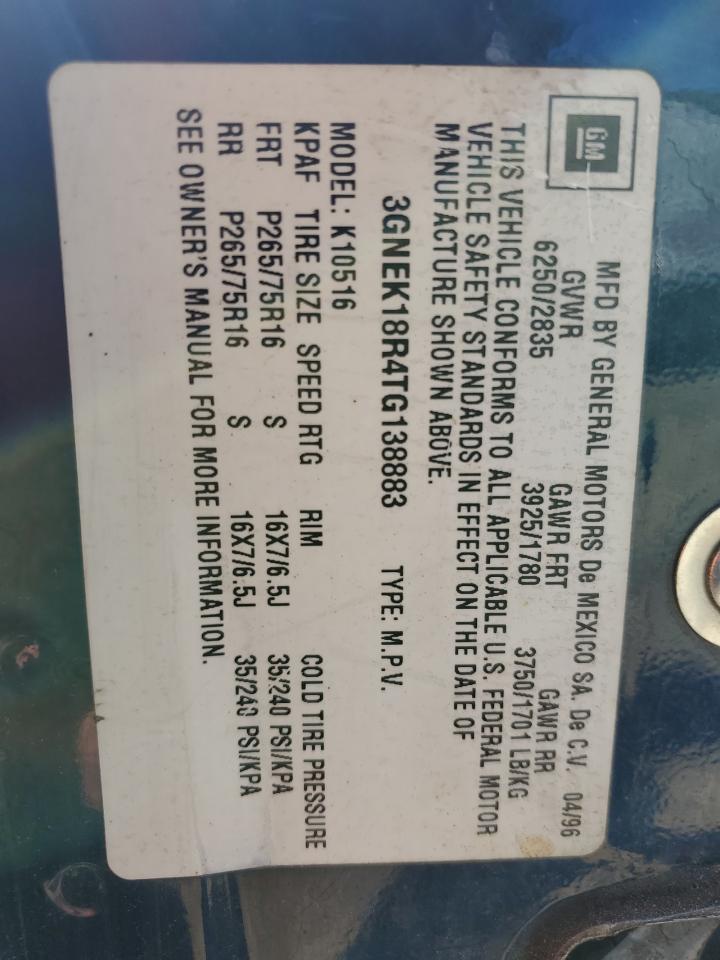 GM
MFD BY GENERAL MOTORS De MEXICO SA. De C.V. 04/96
GVWR GAWR FRT GAWR RR
6250/2835 3925/1780 3750/1701 LB/KG
THIS VEHICLE CONFORMS TO ALL APPLICABLE U.S. FEDERAL MOTOR
VEHICLE SAFETY STANDARDS IN EFFECT ON THE DATE OF
MANUFACTURE SHOWN ABOVE.
3GNEK18R4TG138883 TYPE: M.P.V.
MODEL: K10516
KPAF TIRE SIZE SPEED RTG RIM COLD TIRE PRESSURE
FRT P265/75R16 S 16X7/6.5J 35/240 PSI/KPA
RR P265/75R16 S 16X7/6.5J 35/240 PSI/KPA
SEE OWNER'S MANUAL FOR MORE INFORMATION.